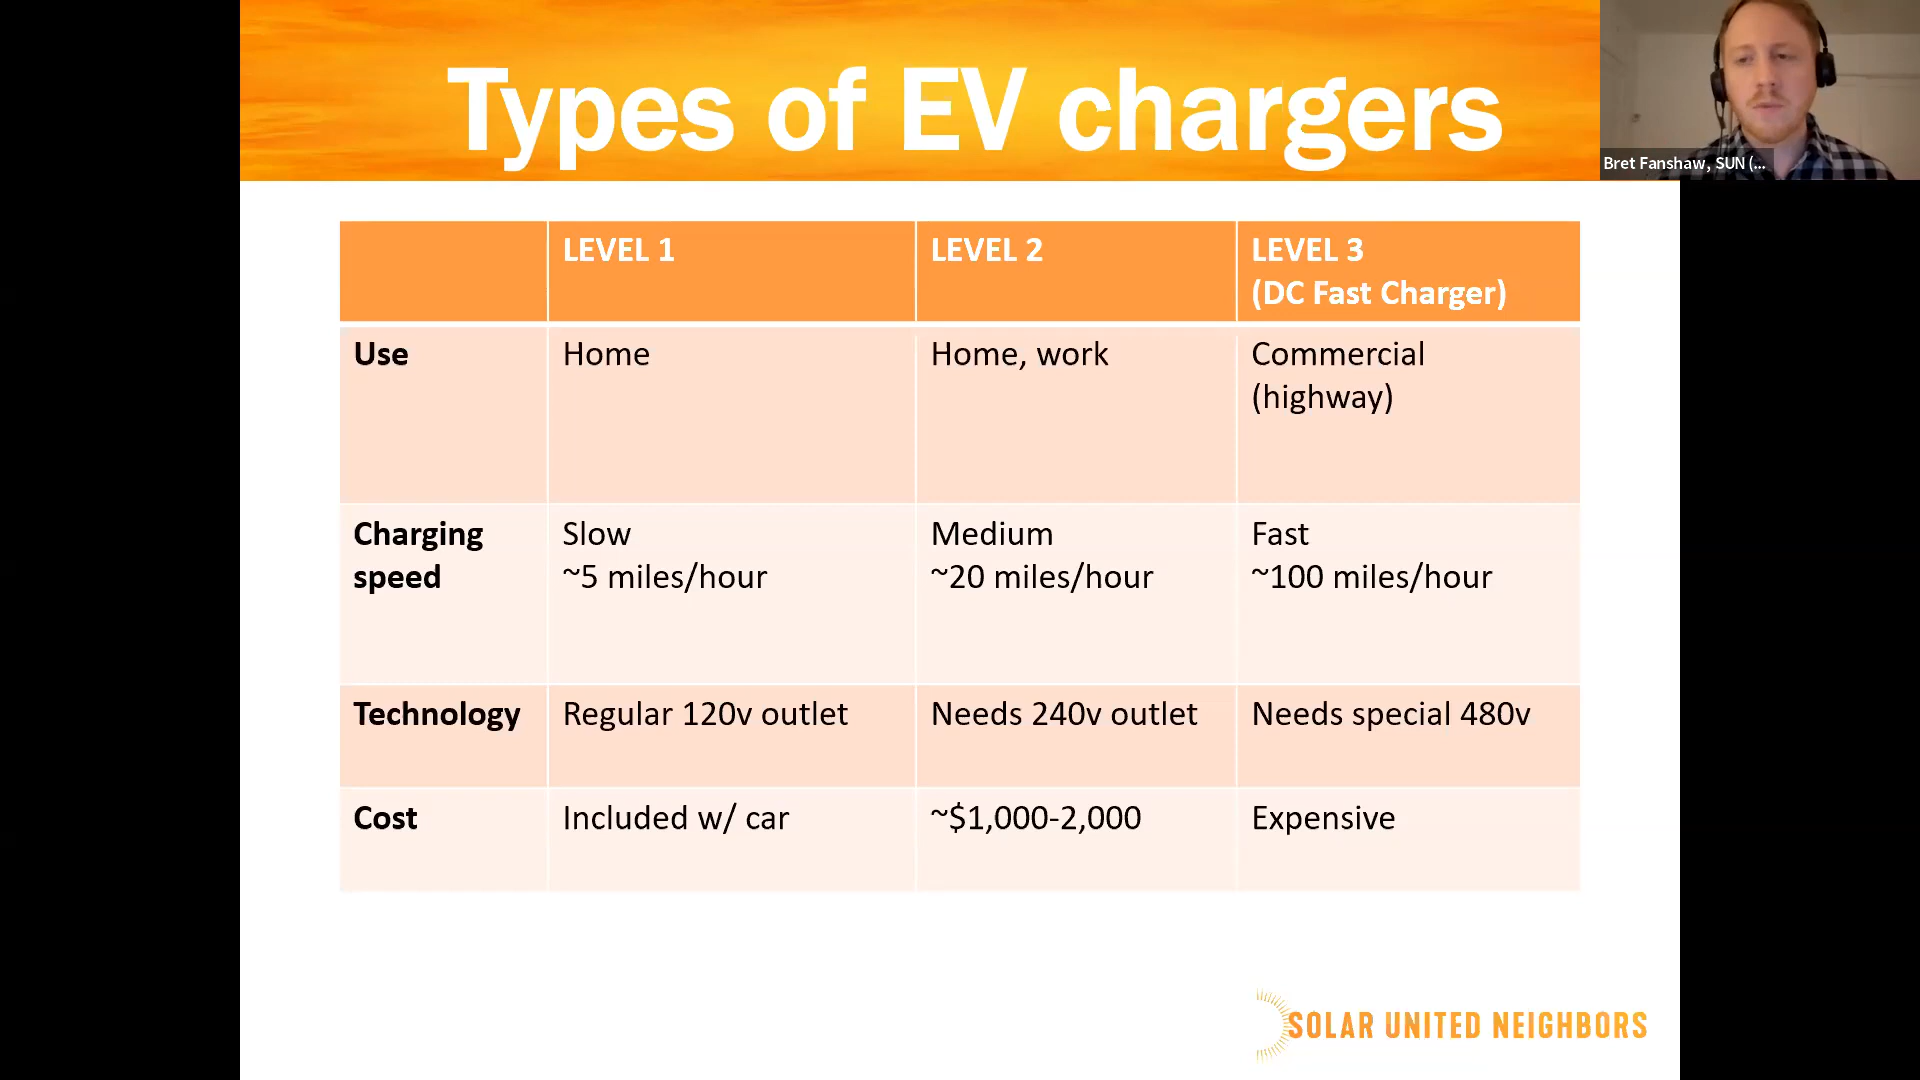 Types of EV chargers
Bret Fanshaw, SUN (...
LEVEL 1
LEVEL 2
LEVEL 3
(DC Fast Charger)
Use
Home
Home, work
Commercial
(highway)
Charging
speed
Slow
~5 miles/hour
Medium
~20 miles/hour
Fast
~100 miles/hour
Technology
Regular 120v outlet
Needs 240v outlet
Needs special 480v
Cost
Included w/ car
~$1,000-2,000
Expensive
SOLAR UNITED NEIGHBORS